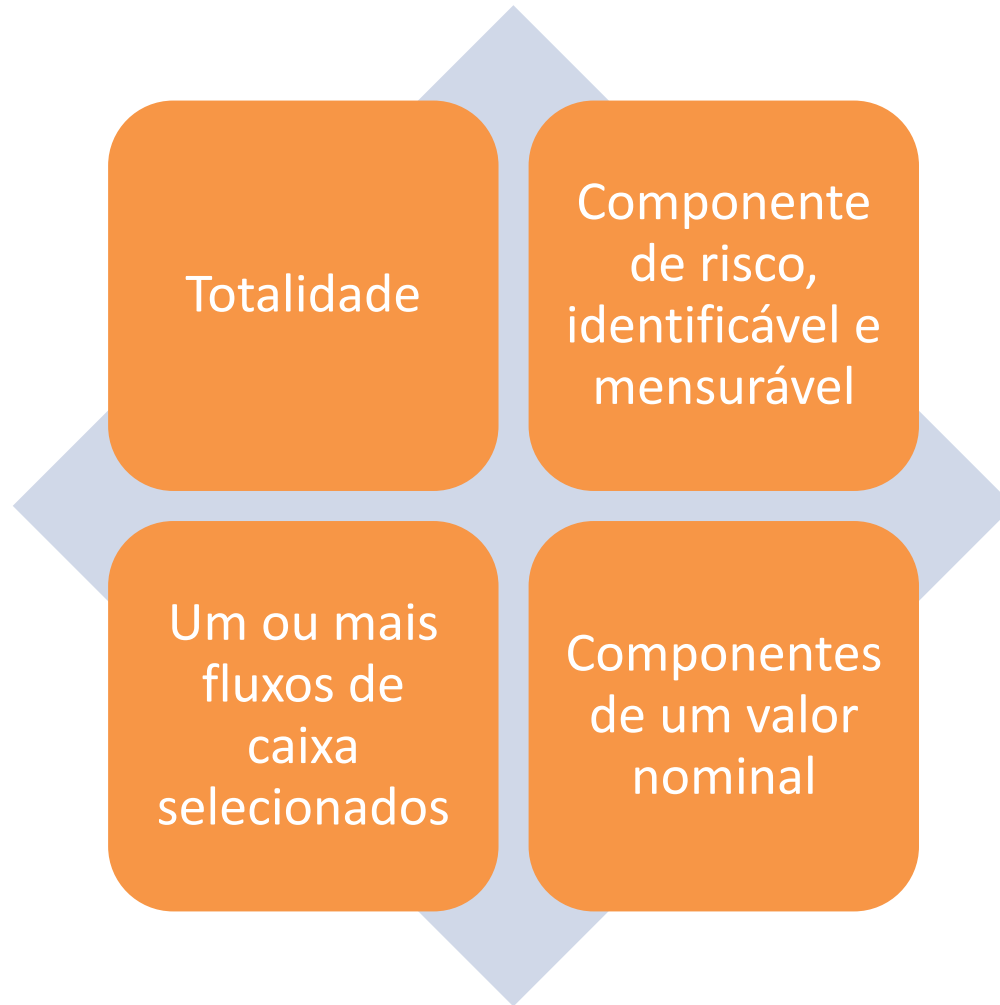 Totalidade
Componente
de risco,
identificável e
mensurável
Um ou mais
fluxos de
caixa
selecionados
Componentes
de um valor
nominal